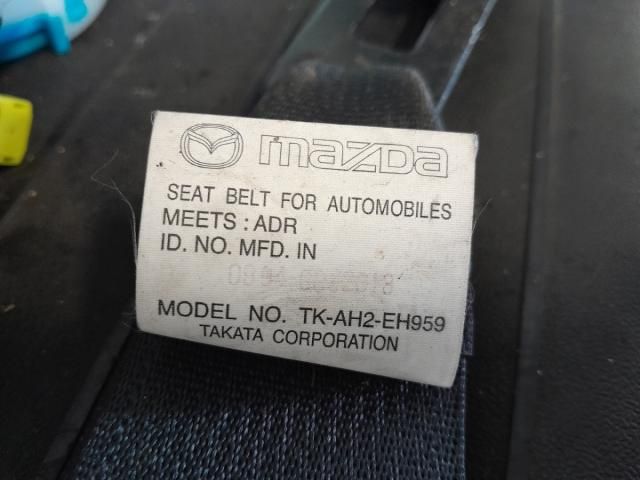 mazda
SEAT BELT FOR AUTOMOBILES
MEETS : ADR
ID. NO. MFD. IN
MODEL NO. TK-AH2-EH959
TAKATA CORPORATION